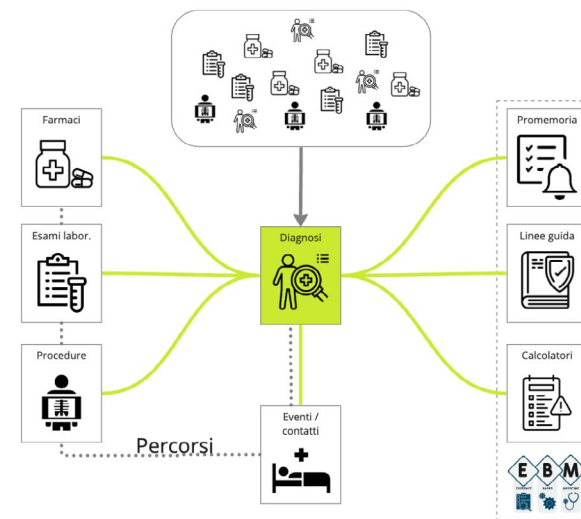 Farmaci
Promemoria
Esami labor.
Diagnosi
Linee guida
Procedure
Calcolatori
Eventi /
contatti
Percorsi
E B M